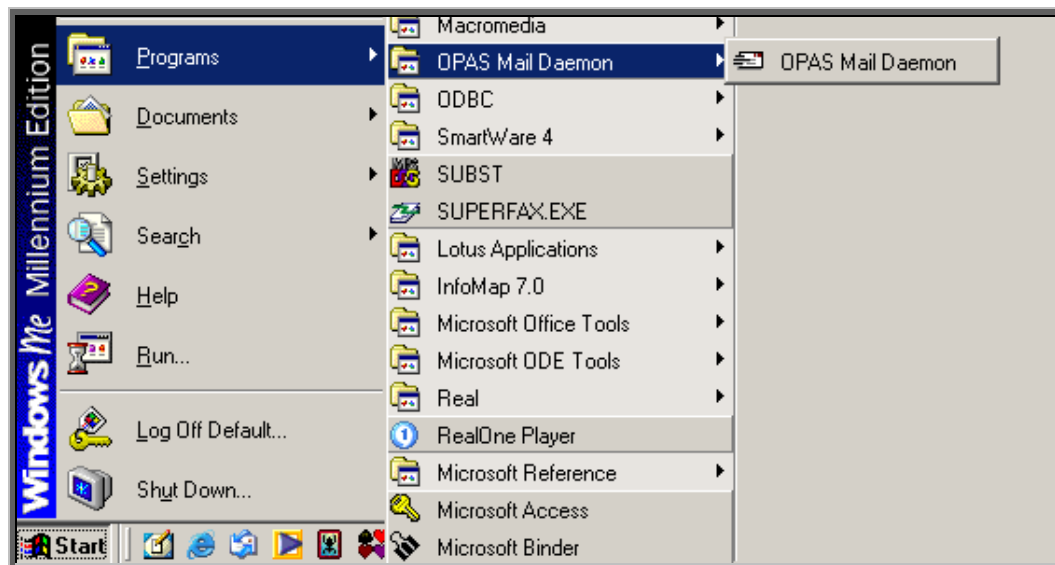 Windows Me Millennium Edition
Programs
Documents
Settings
Search
Help
Run...
Log Off Default...
Shut Down...
Start
Macromedia
OPAS Mail Daemon
ODBC
SmartWare 4
SUBST
SUPERFAX.EXE
Lotus Applications
InfoMap 7.0
Microsoft Office Tools
Microsoft ODE Tools
Real
RealOne Player
Microsoft Reference
Microsoft Access
Microsoft Binder
OPAS Mail Daemon